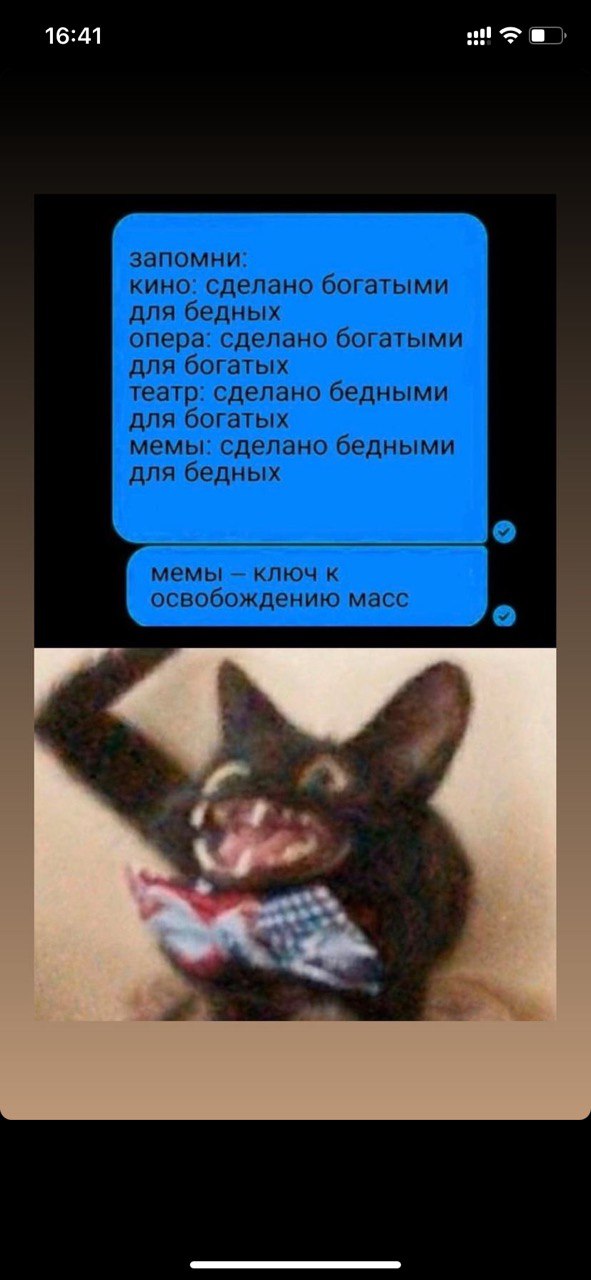 16:41
запомни:
кино: сделано богатыми
для бедных
опера: сделано богатыми
для богатых
театр: сделано бедными
для богатых
мемы: сделано бедными
для бедных
мемы – ключ к
освобождению масс